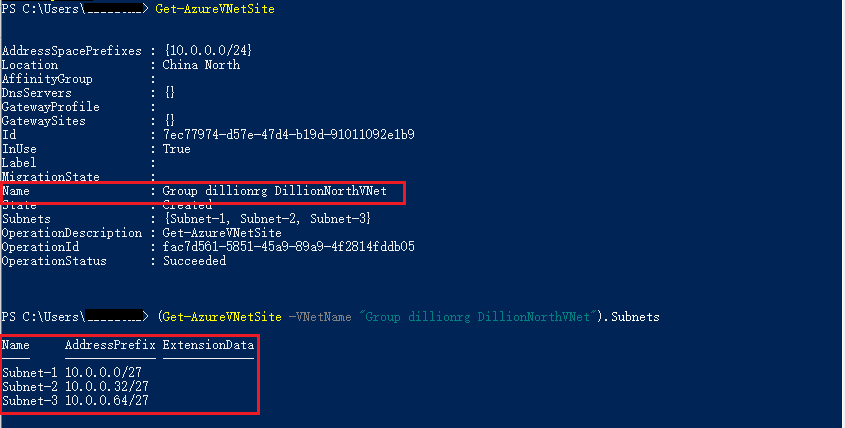 PS C:\Users\> Get-AzureVNetSite
AddressSpacePrefixes : {10.0.0.0/24}
Location : China North
AffinityGroup :
DnsServers : {}
GatewayProfile :
GatewaySites : {}
Id : 7ec77974-d57e-47d4-b19d-91011092e1b9
InUse : True
Label :
MigrationState :
Name : Group dillionrg DillionNorthVNet
State : Created
Subnets : {Subnet-1, Subnet-2, Subnet-3}
OperationDescription : Get-AzureVNetSite
OperationId : fac7d561-5851-45a9-89a9-4f2814fddb05
OperationStatus : Succeeded
PS C:\Users\> (Get-AzureVNetSite -VNetName "Group dillionrg DillionNorthVNet").Subnets
Name AddressPrefix ExtensionData
Subnet-1 10.0.0.0/27
Subnet-2 10.0.0.32/27
Subnet-3 10.0.0.64/27